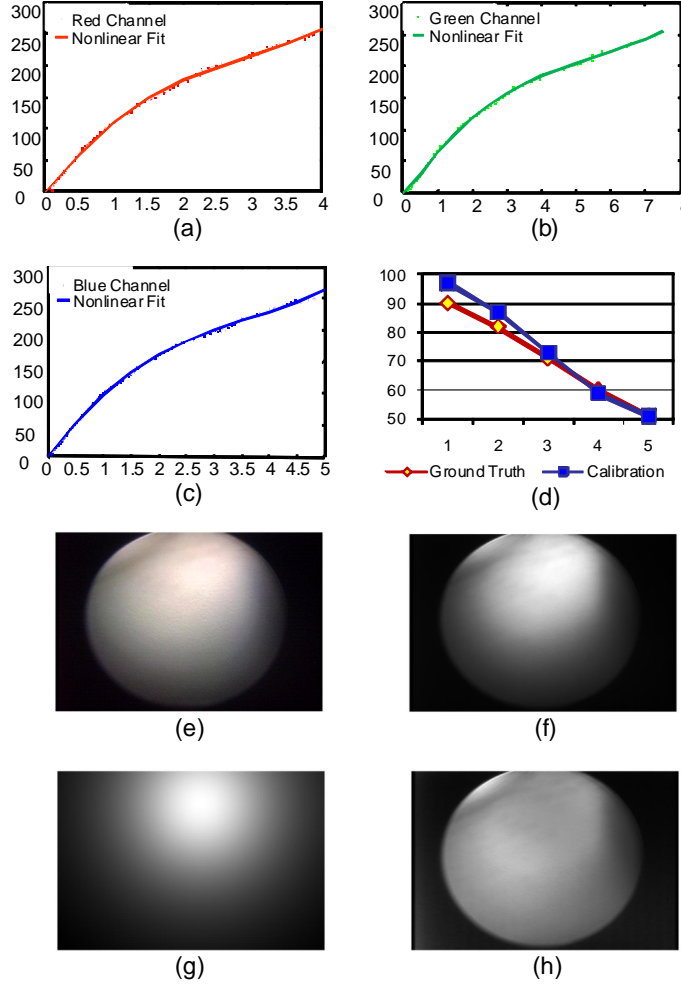 300
250
200
150
100
50
0
Red Channel
Nonlinear Fit
0 0.5 1 1.5 2 2.5 3 3.5 4
(a)
300
250
200
150
100
50
0
Green Channel
Nonlinear Fit
0 1 2 3 4 5 6 7 8
(b)
300
250
200
150
100
50
0
Blue Channel
Nonlinear Fit
0 0.5 1 1.5 2 2.5 3 3.5 4 4.5 5
(c)
100
90
80
70
60
50
1 2 3 4 5
Ground Truth Calibration
(d)
(e)
(f)
(g)
(h)